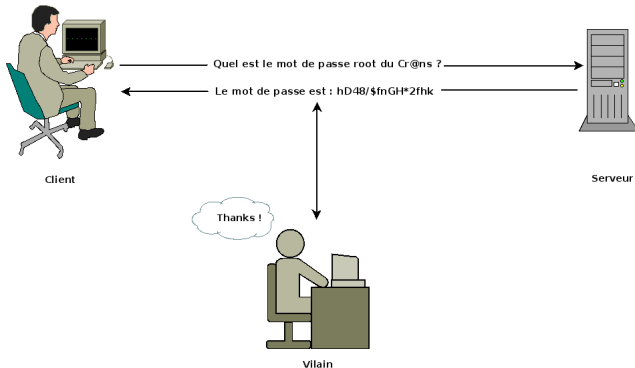 Quel est le mot de passe root du Cr@ns ?
Le mot de passe est : hD48/$fnGH*2fhk
Client
Serveur
Thanks !
Vilain